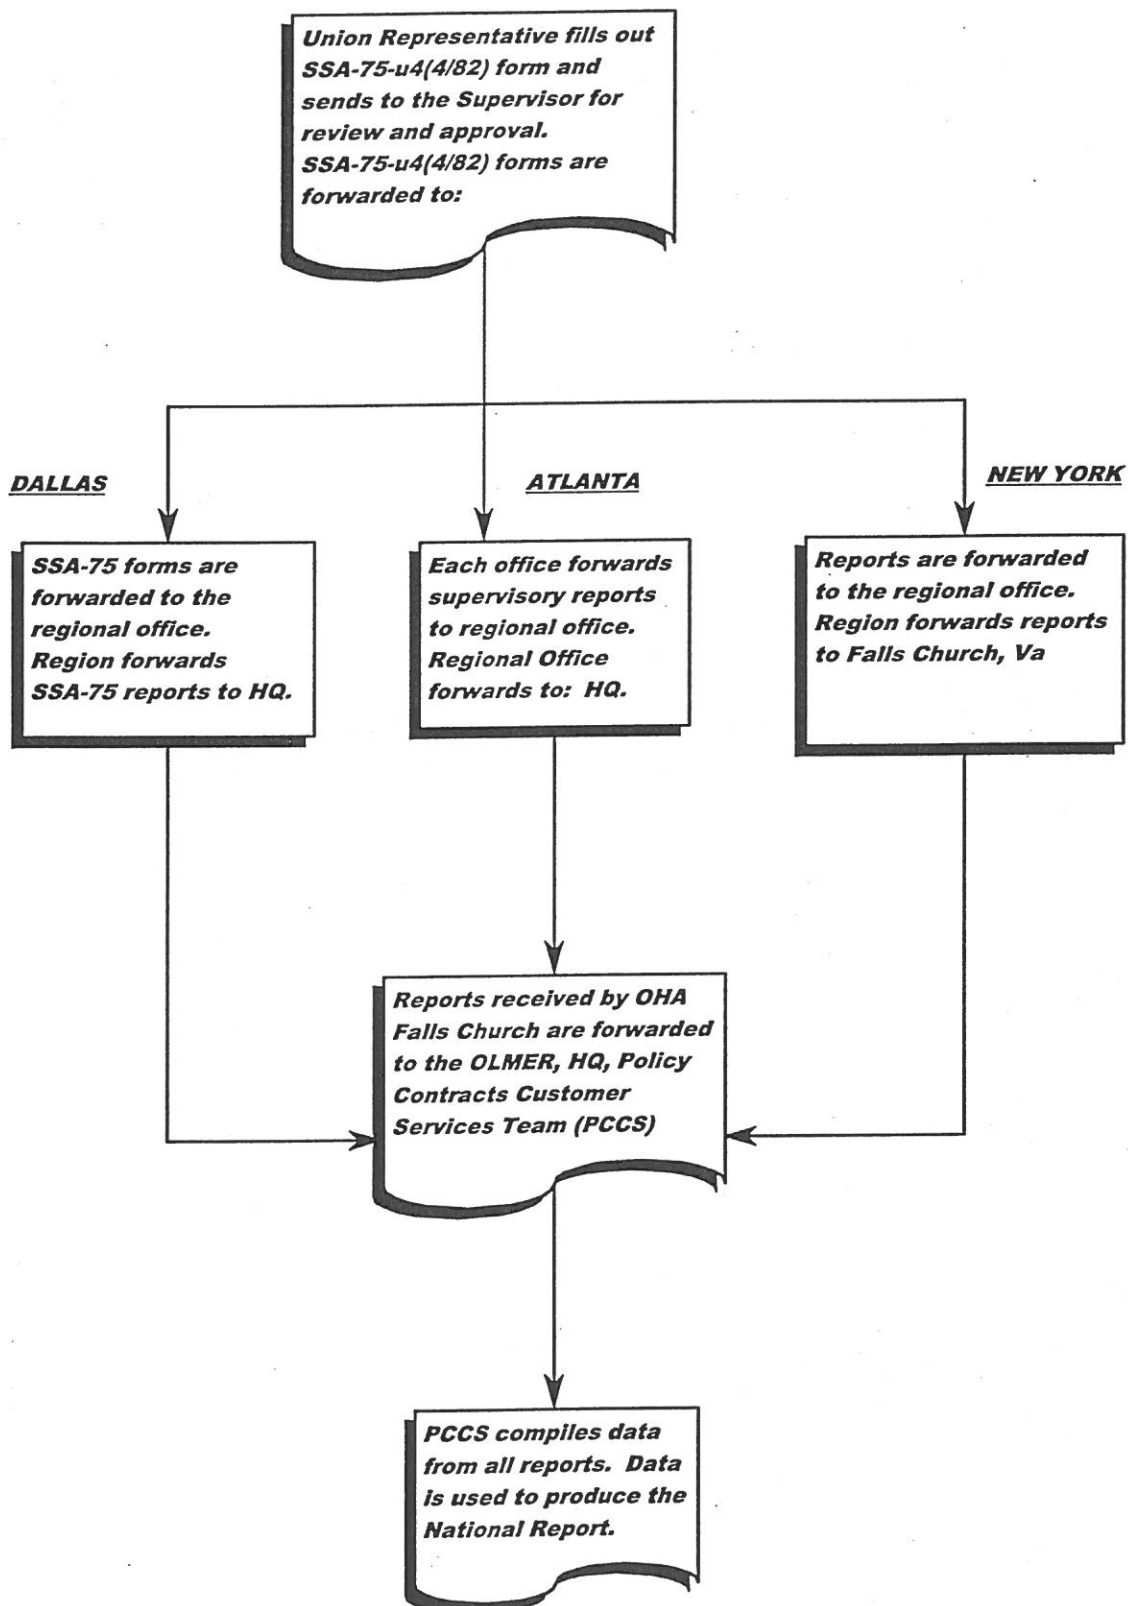 Union Representative fills out
SSA-75-u4(4/82) form and
sends to the Supervisor for
review and approval.
SSA-75-u4(4/82) forms are
forwarded to:
DALLAS
SSA-75 forms are
forwarded to the
regional office.
Region forwards
SSA-75 reports to HQ.
ATLANTA
Each office forwards
supervisory reports
to regional office.
Regional Office
forwards to: HQ.
NEW YORK
Reports are forwarded
to the regional office.
Region forwards reports
to Falls Church, Va
Reports received by OHA
Falls Church are forwarded
to the OLMER, HQ, Policy
Contracts Customer
Services Team (PCCS)
PCCS compiles data
from all reports. Data
is used to produce the
National Report.